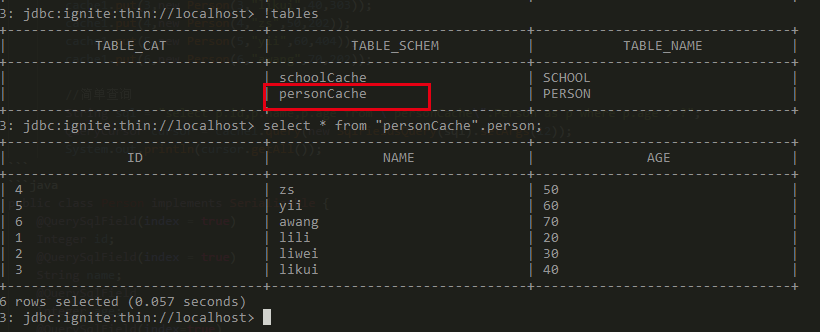 3: jdbc:ignite:thin://localhost> !tables
TABLE_CAT | TABLE_SCHEM | TABLE_NAME
| | schoolCache | SCHOOL |
| | personCache | PERSON |
3: jdbc:ignite:thin://localhost> select * from "personCache".person;
ID | NAME | AGE
| 4 | zs | 50 |
| 5 | yii | 60 |
| 6 | awang | 70 |
| 1 | lili | 20 |
| 2 | liwei | 30 |
| 3 | likui | 40 |
6 rows selected (0.057 seconds)
3: jdbc:ignite:thin://localhost>